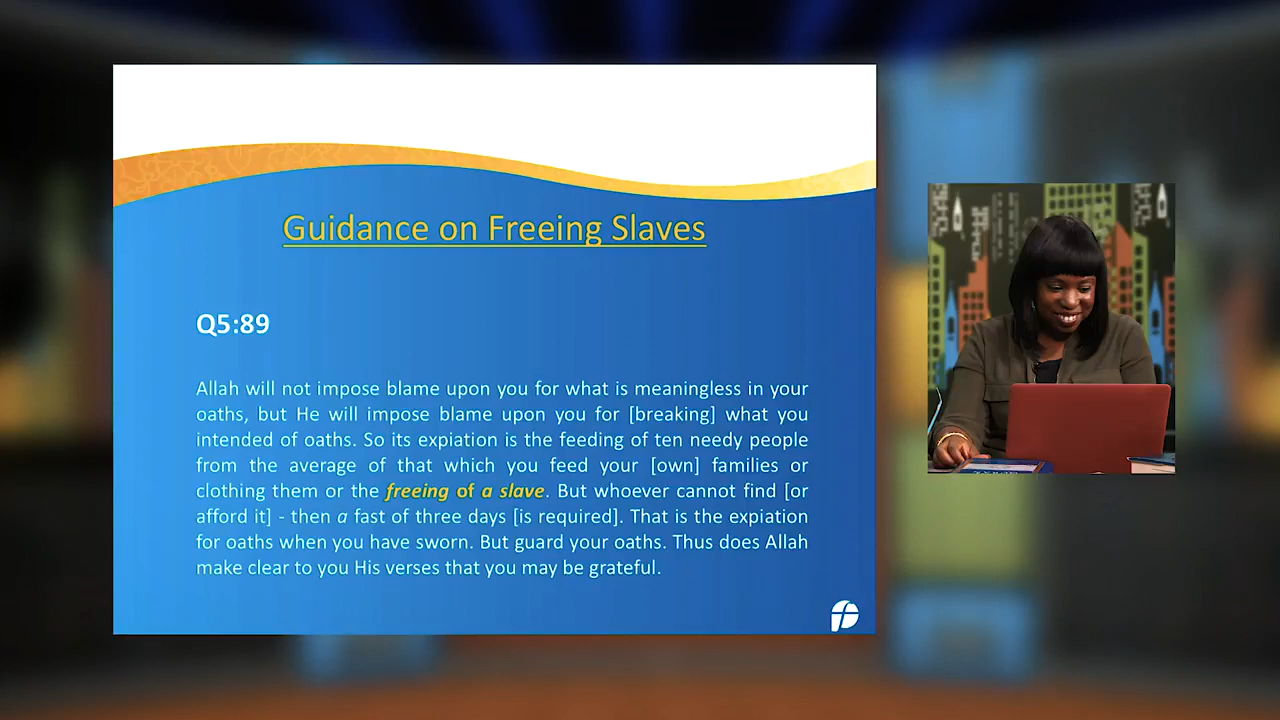 Guidance on Freeing Slaves
Q5:89
Allah will not impose blame upon you for what is meaningless in your
oaths, but He will impose blame upon you for [breaking] what you
intended of oaths. So its expiation is the feeding of ten needy people
from the average of that which you feed your [own] families or
clothing them or the freeing of a slave. But whoever cannot find [or
afford it] - then a fast of three days [is required]. That is the expiation
for oaths when you have sworn. But guard your oaths. Thus does Allah
make clear to you His verses that you may be grateful.